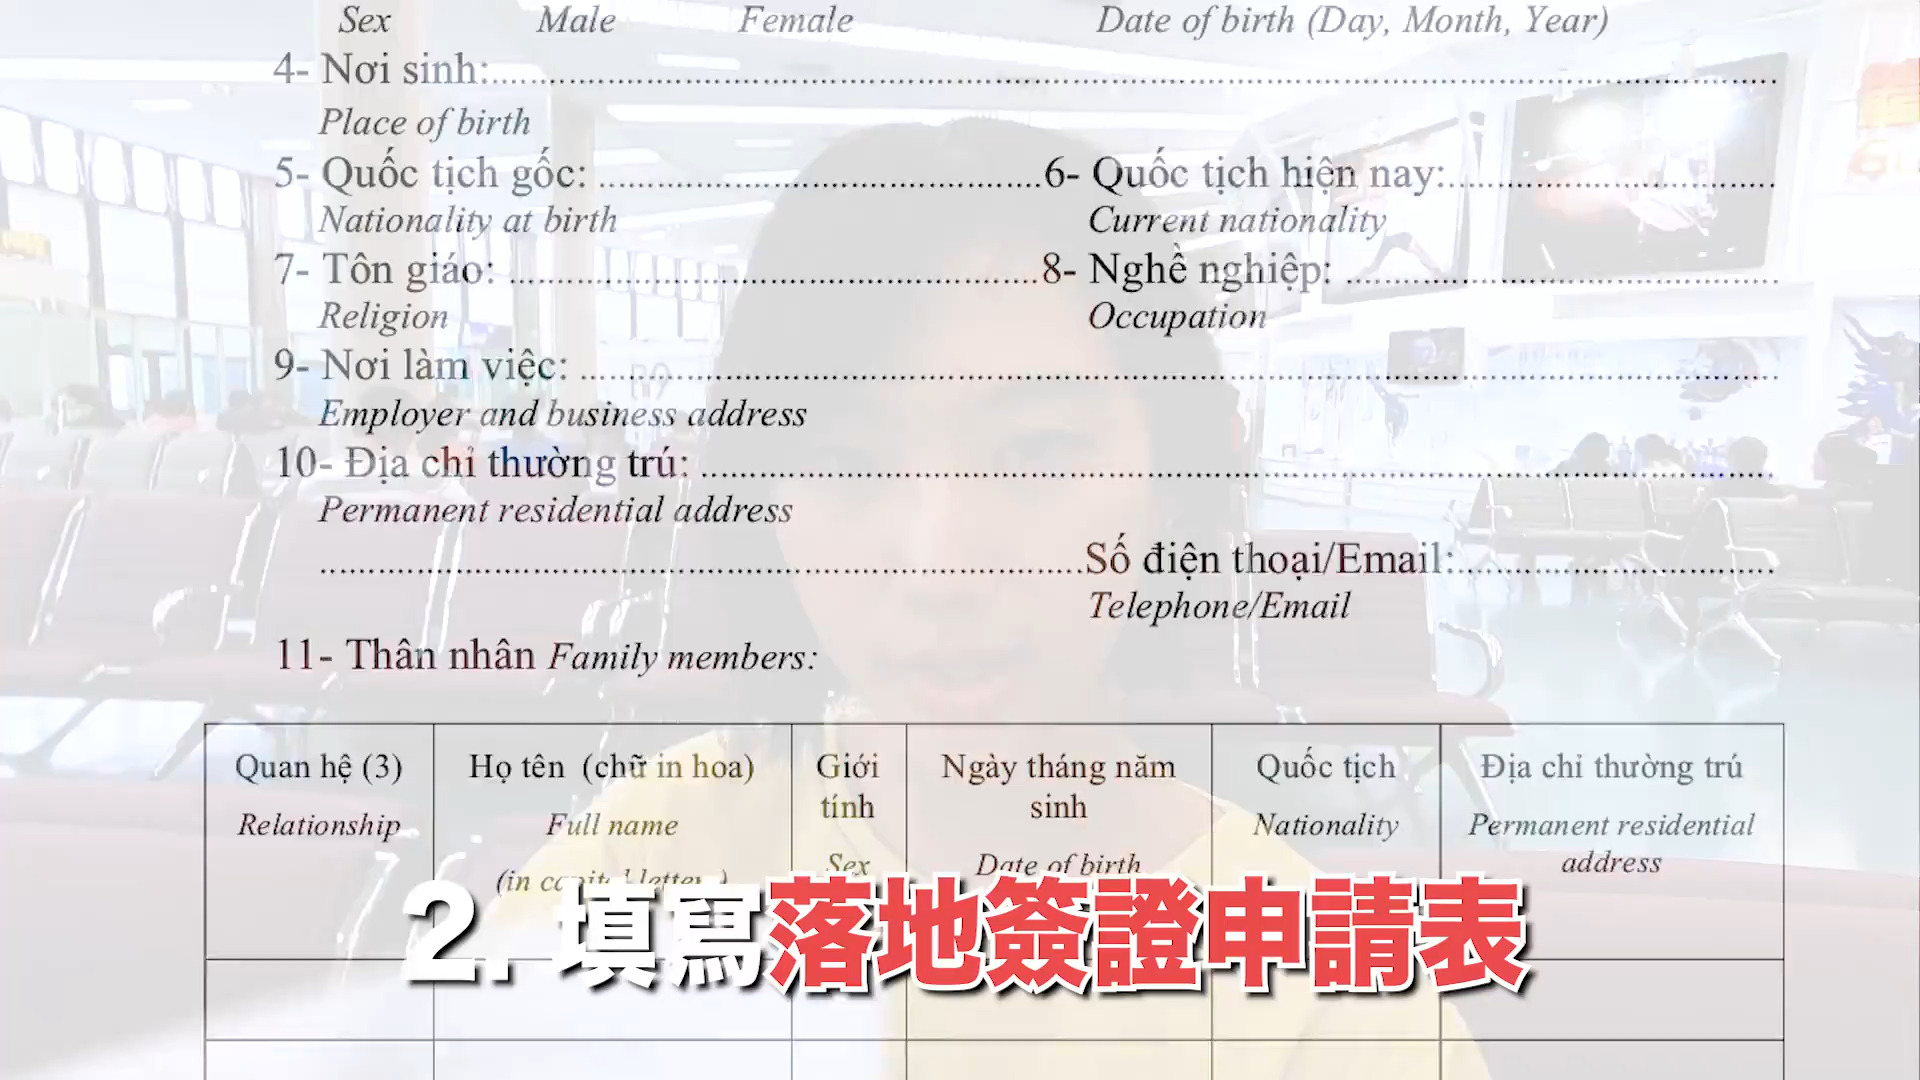 Sex Male Female Date of birth (Day, Month, Year)
4- Nơi sinh:
Place of birth
5- Quốc tịch gốc: 6- Quốc tịch hiện nay:
Nationality at birth Current nationality
7- Tôn giáo: 8- Nghề nghiệp:
Religion Occupation
9- Nơi làm việc:
Employer and business address
10- Địa chỉ thường trú:
Permanent residential address
Số điện thoại/Email:
Telephone/Email
11- Thân nhân Family members:
Quan hệ (3) Họ tên (chữ in hoa) Giới tính Ngày tháng năm sinh Quốc tịch Địa chỉ thường trú
Relationship Full name Sex Date of birth Nationality Permanent residential address
(in capital letters)
2. 填寫落地簽證申請表